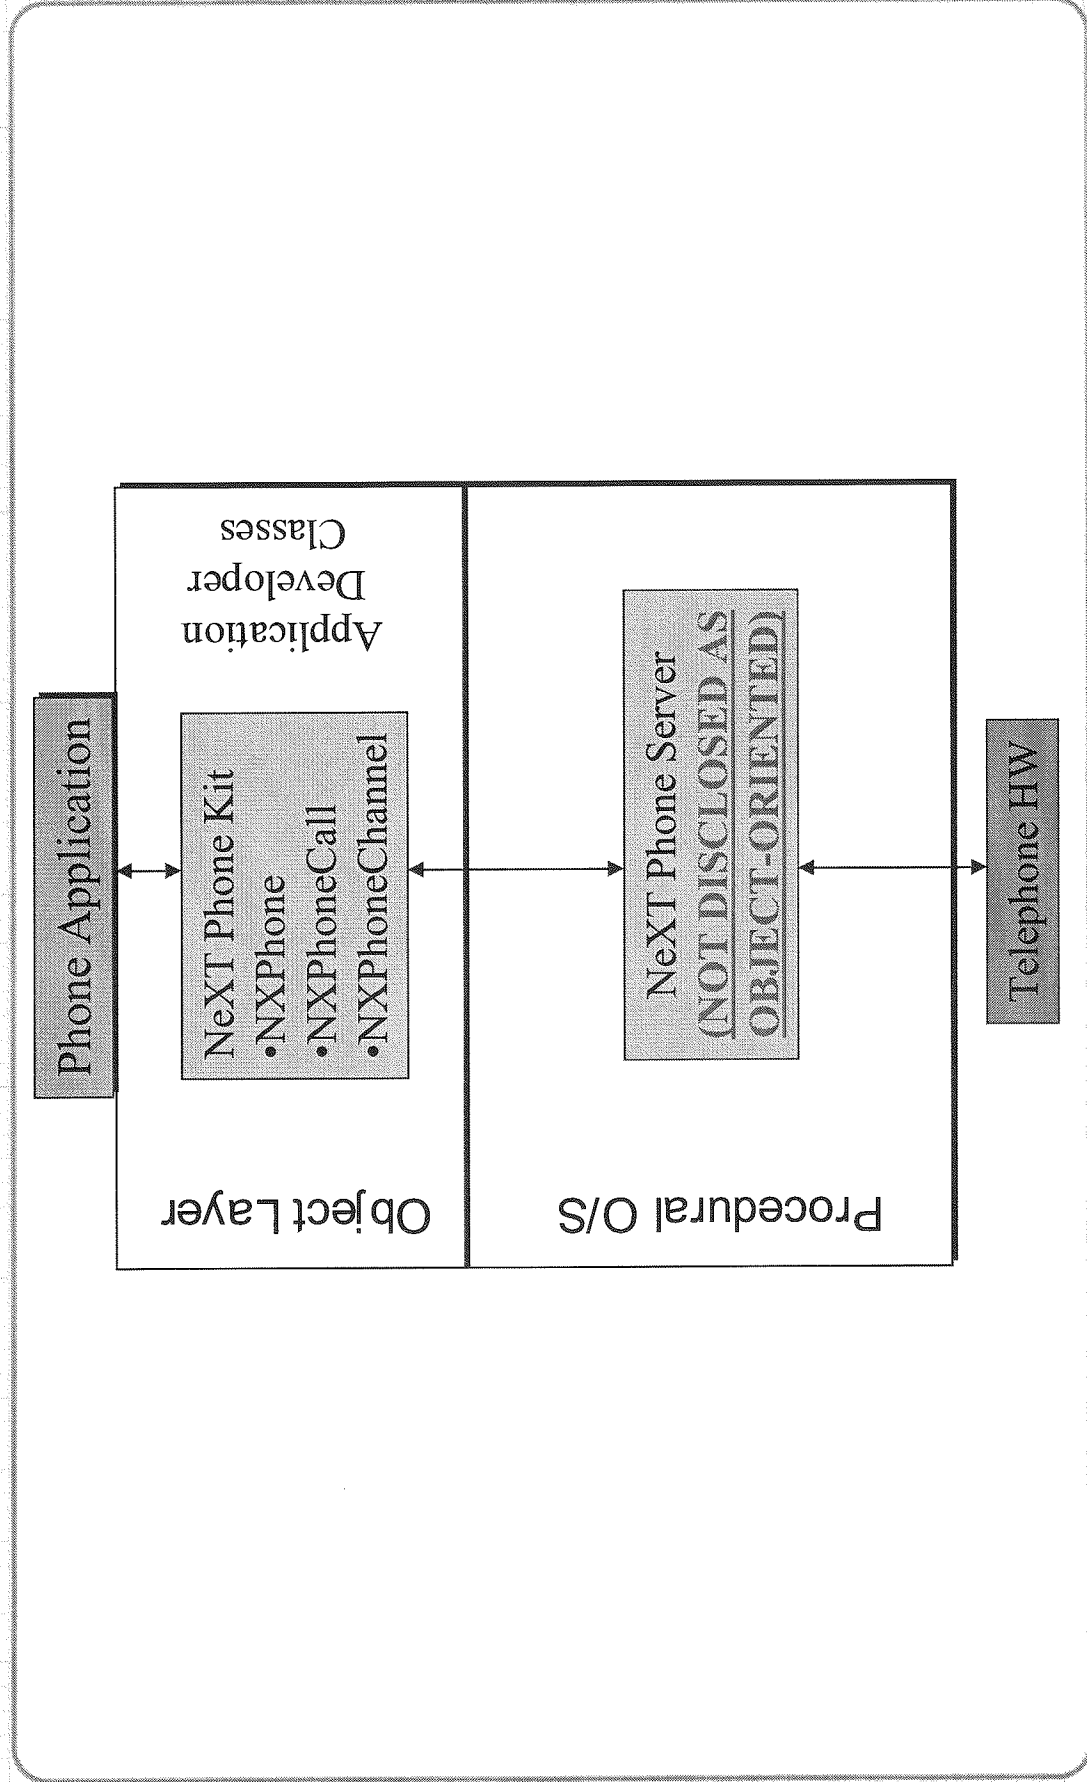 Phone Application
NeXT Phone Kit
•NXPhone
•NXPhoneCall
•NXPhoneChannel
Application
Developer
Classes
Object Layer
NeXT Phone Server
(NOT DISCLOSED AS
OBJECT-ORIENTED)
Procedural O/S
Telephone HW